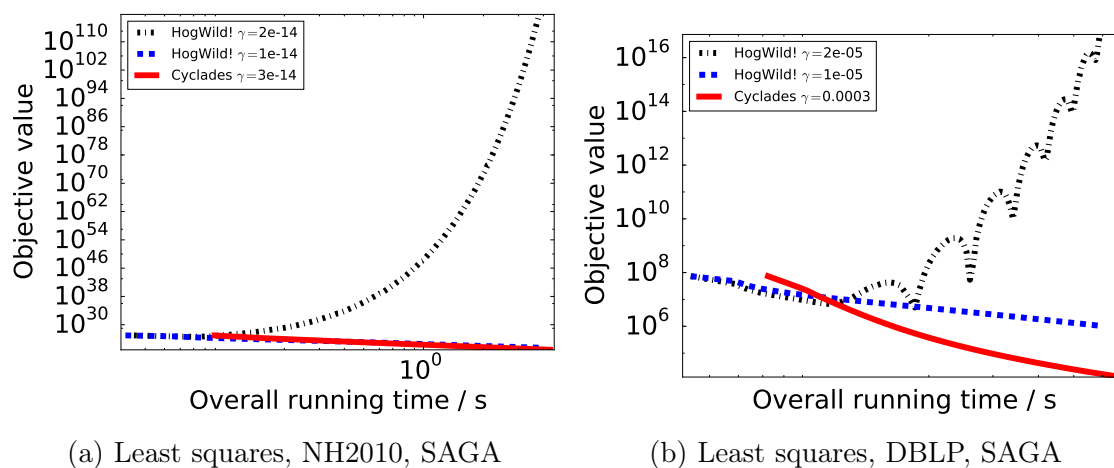 10^110
10^102
10^94
10^86
10^78
10^70
10^62
10^54
10^46
10^38
10^30
Objective value
HogWild! γ=2e-14
HogWild! γ=1e-14
Cyclades γ=3e-14
10^0
Overall running time / s
(a) Least squares, NH2010, SAGA
10^16
10^14
10^12
10^10
10^8
10^6
Objective value
HogWild! γ=2e-05
HogWild! γ=1e-05
Cyclades γ=0.0003
Overall running time / s
(b) Least squares, DBLP, SAGA